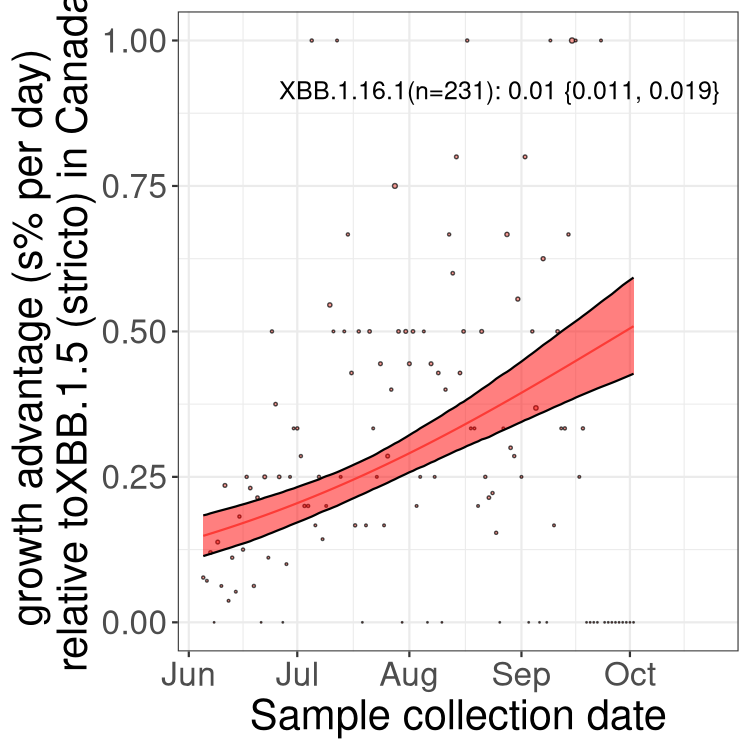 growth advantage (s% per day)
relative toXBB.1.5 (stricto) in Canada
1.00
0.75
0.50
0.25
0.00
XBB.1.16.1(n=231): 0.01 {0.011, 0.019}
Jun Jul Aug Sep Oct
Sample collection date